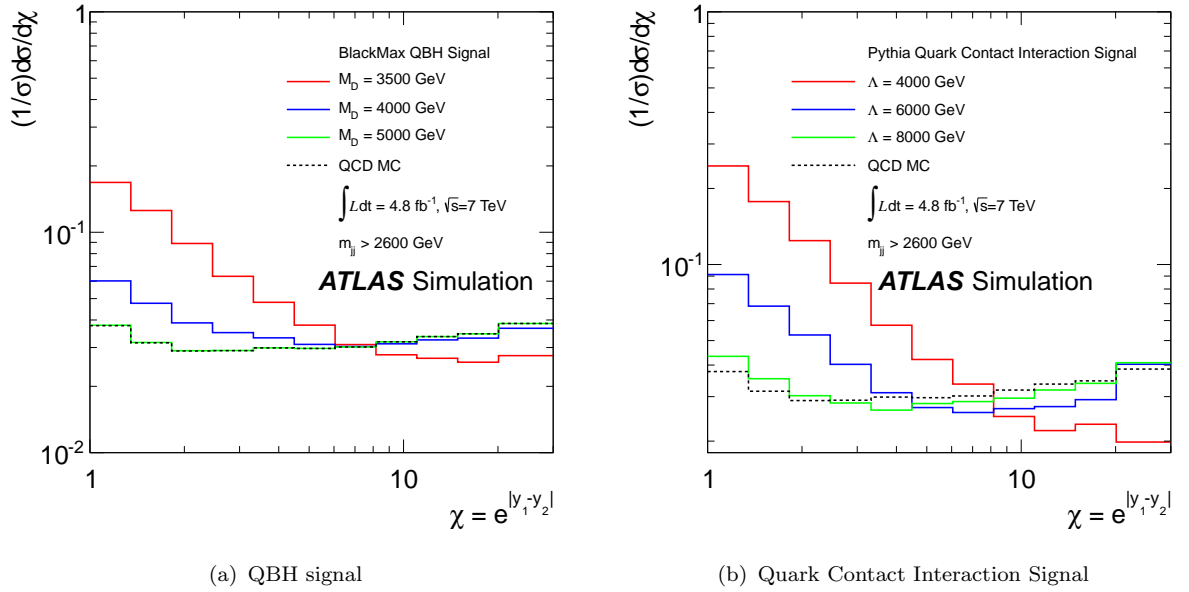 (1/σ)dσ/dχ
1
10⁻¹
10⁻²
BlackMax QBH Signal
M_D = 3500 GeV
M_D = 4000 GeV
M_D = 5000 GeV
QCD MC
∫Ldt = 4.8 fb⁻¹, √s=7 TeV
m_jj > 2600 GeV
ATLAS Simulation
1
10
χ = e^|y_1-y_2|
(a) QBH signal
(1/σ)dσ/dχ
1
10⁻¹
Pythia Quark Contact Interaction Signal
Λ = 4000 GeV
Λ = 6000 GeV
Λ = 8000 GeV
QCD MC
∫Ldt = 4.8 fb⁻¹, √s=7 TeV
m_jj > 2600 GeV
ATLAS Simulation
1
10
χ = e^|y_1-y_2|
(b) Quark Contact Interaction Signal